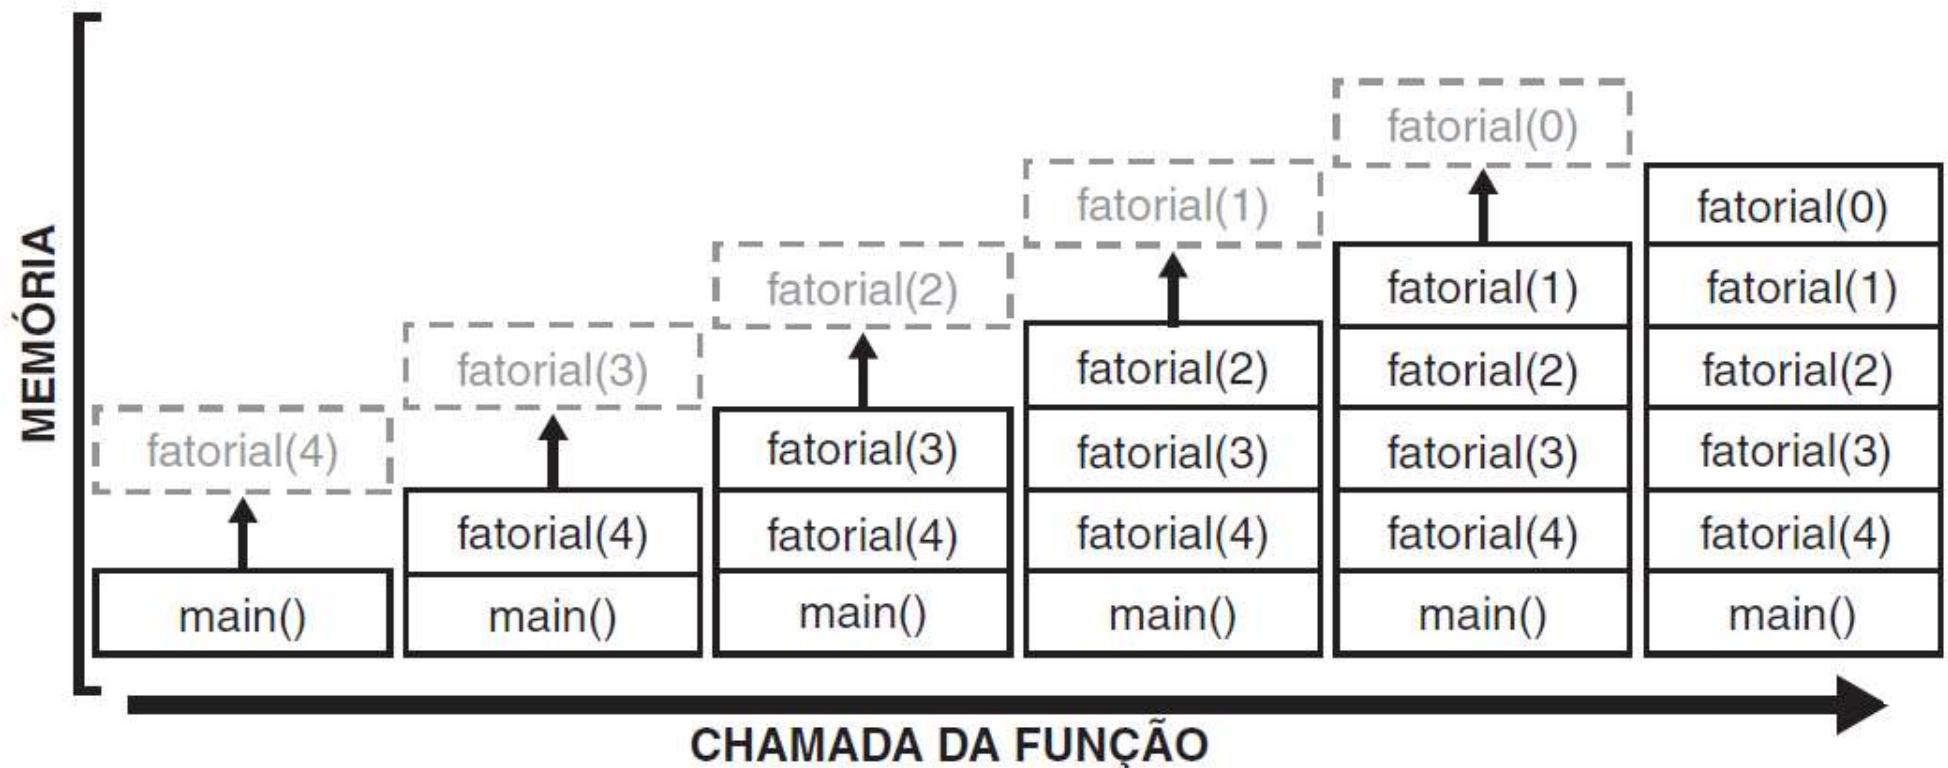 MEMÓRIA
fatorial(4)
main()
fatorial(3)
fatorial(4)
main()
fatorial(2)
fatorial(3)
fatorial(4)
main()
fatorial(1)
fatorial(2)
fatorial(3)
fatorial(4)
main()
fatorial(0)
fatorial(1)
fatorial(2)
fatorial(3)
fatorial(4)
main()
fatorial(0)
fatorial(1)
fatorial(2)
fatorial(3)
fatorial(4)
main()
CHAMADA DA FUNÇÃO